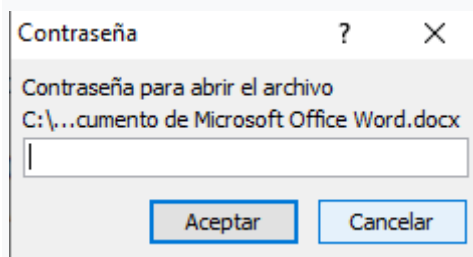 Contraseña ?
Contraseña para abrir el archivo
C:\...cumento de Microsoft Office Word.docx
Aceptar Cancelar